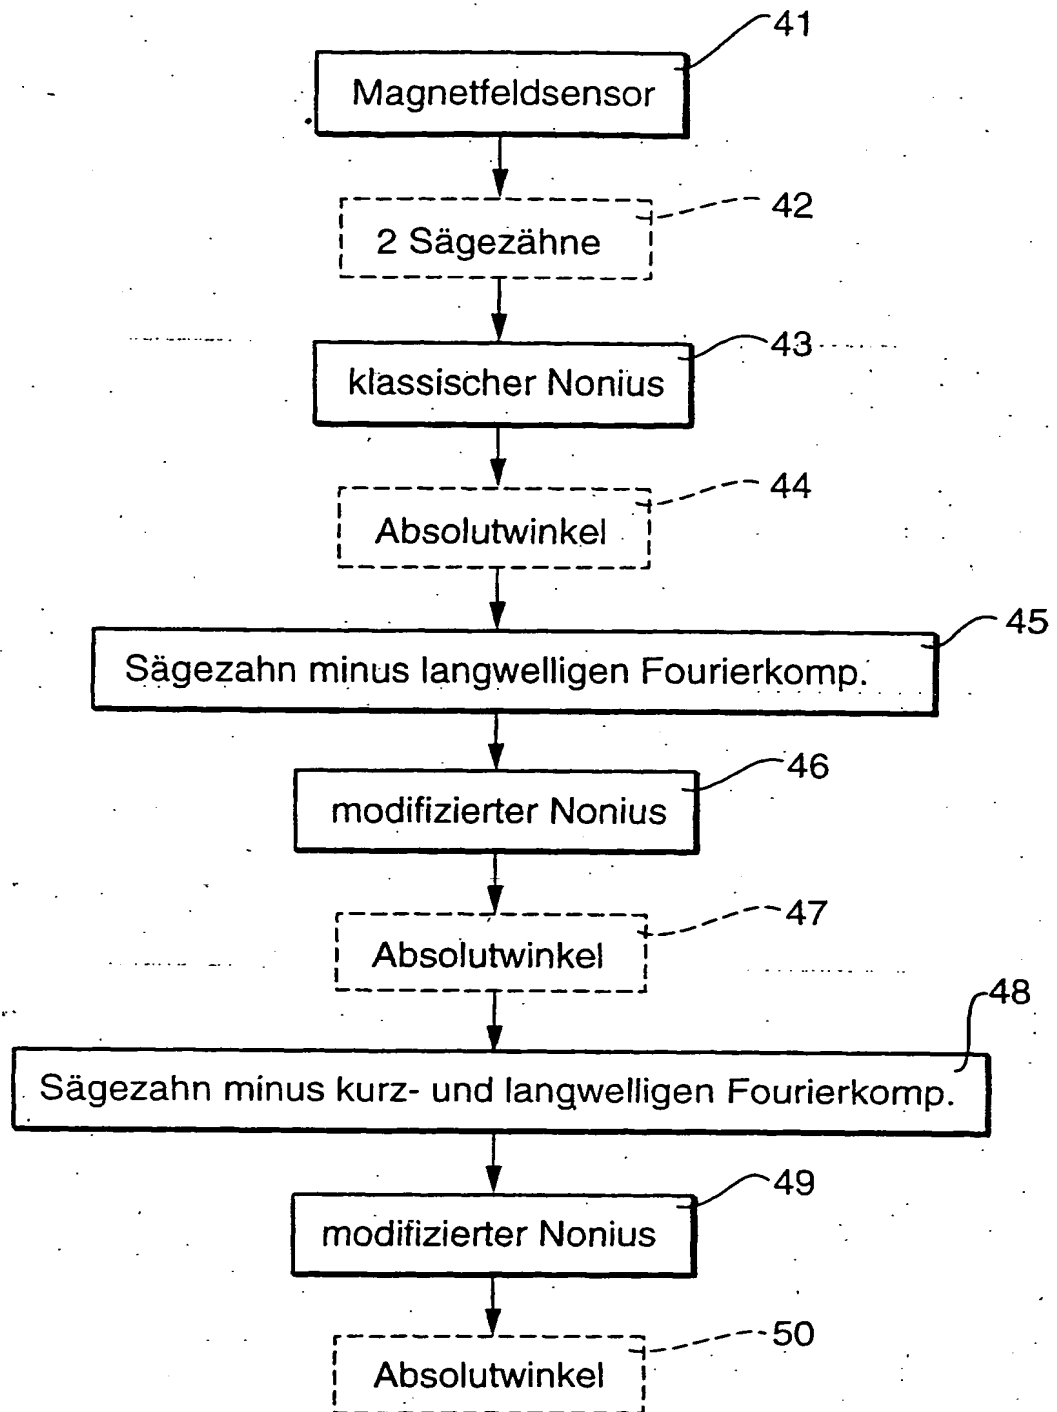 41
Magnetfeldsensor
42
2 Sägezähne
43
klassischer Nonius
44
Absolutwinkel
45
Sägezahn minus langwelligen Fourierkomp.
46
modifizierter Nonius
47
Absolutwinkel
48
Sägezahn minus kurz- und langwelligen Fourierkomp.
49
modifizierter Nonius
50
Absolutwinkel